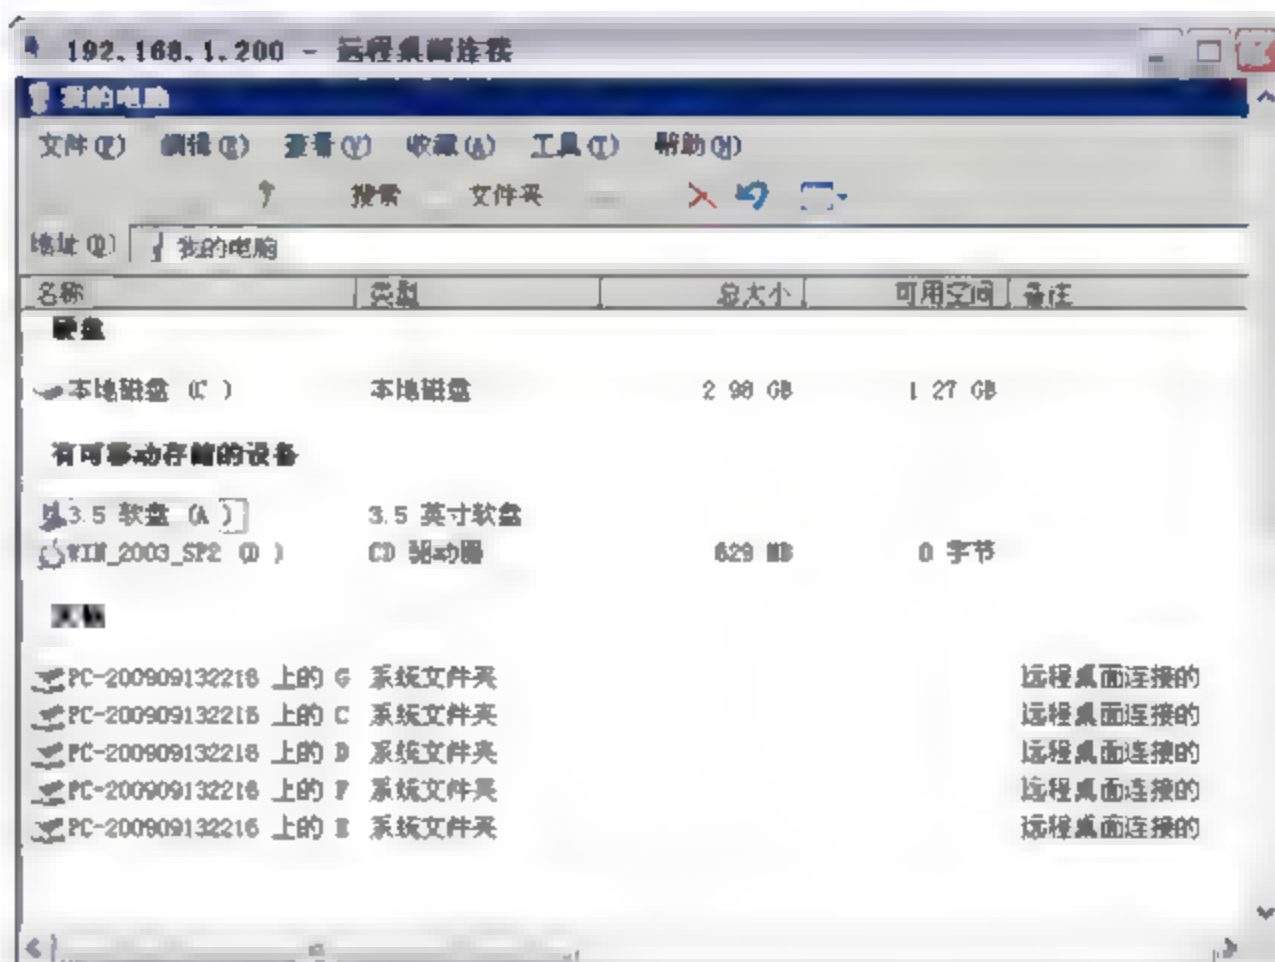 192.168.1.200 - 远程桌面连接
我的电脑
文件(F) 编辑(E) 查看(V) 收藏(A) 工具(T) 帮助(H)
搜索 文件夹
地址(D) 我的电脑
名称 类型 总大小 可用空间 备注
硬盘
本地磁盘 (C ) 本地磁盘 2 98 GB 1 27 GB
有可移动存储的设备
3.5 软盘 (A ) 3.5 英寸软盘
WIN_2003_SP2 (D ) CD 驱动器 629 MB 0 字节
其他
PC-200909132216 上的 G 系统文件夹 远程桌面连接的
PC-200909132216 上的 C 系统文件夹 远程桌面连接的
PC-200909132216 上的 D 系统文件夹 远程桌面连接的
PC-200909132216 上的 F 系统文件夹 远程桌面连接的
PC-200909132216 上的 E 系统文件夹 远程桌面连接的